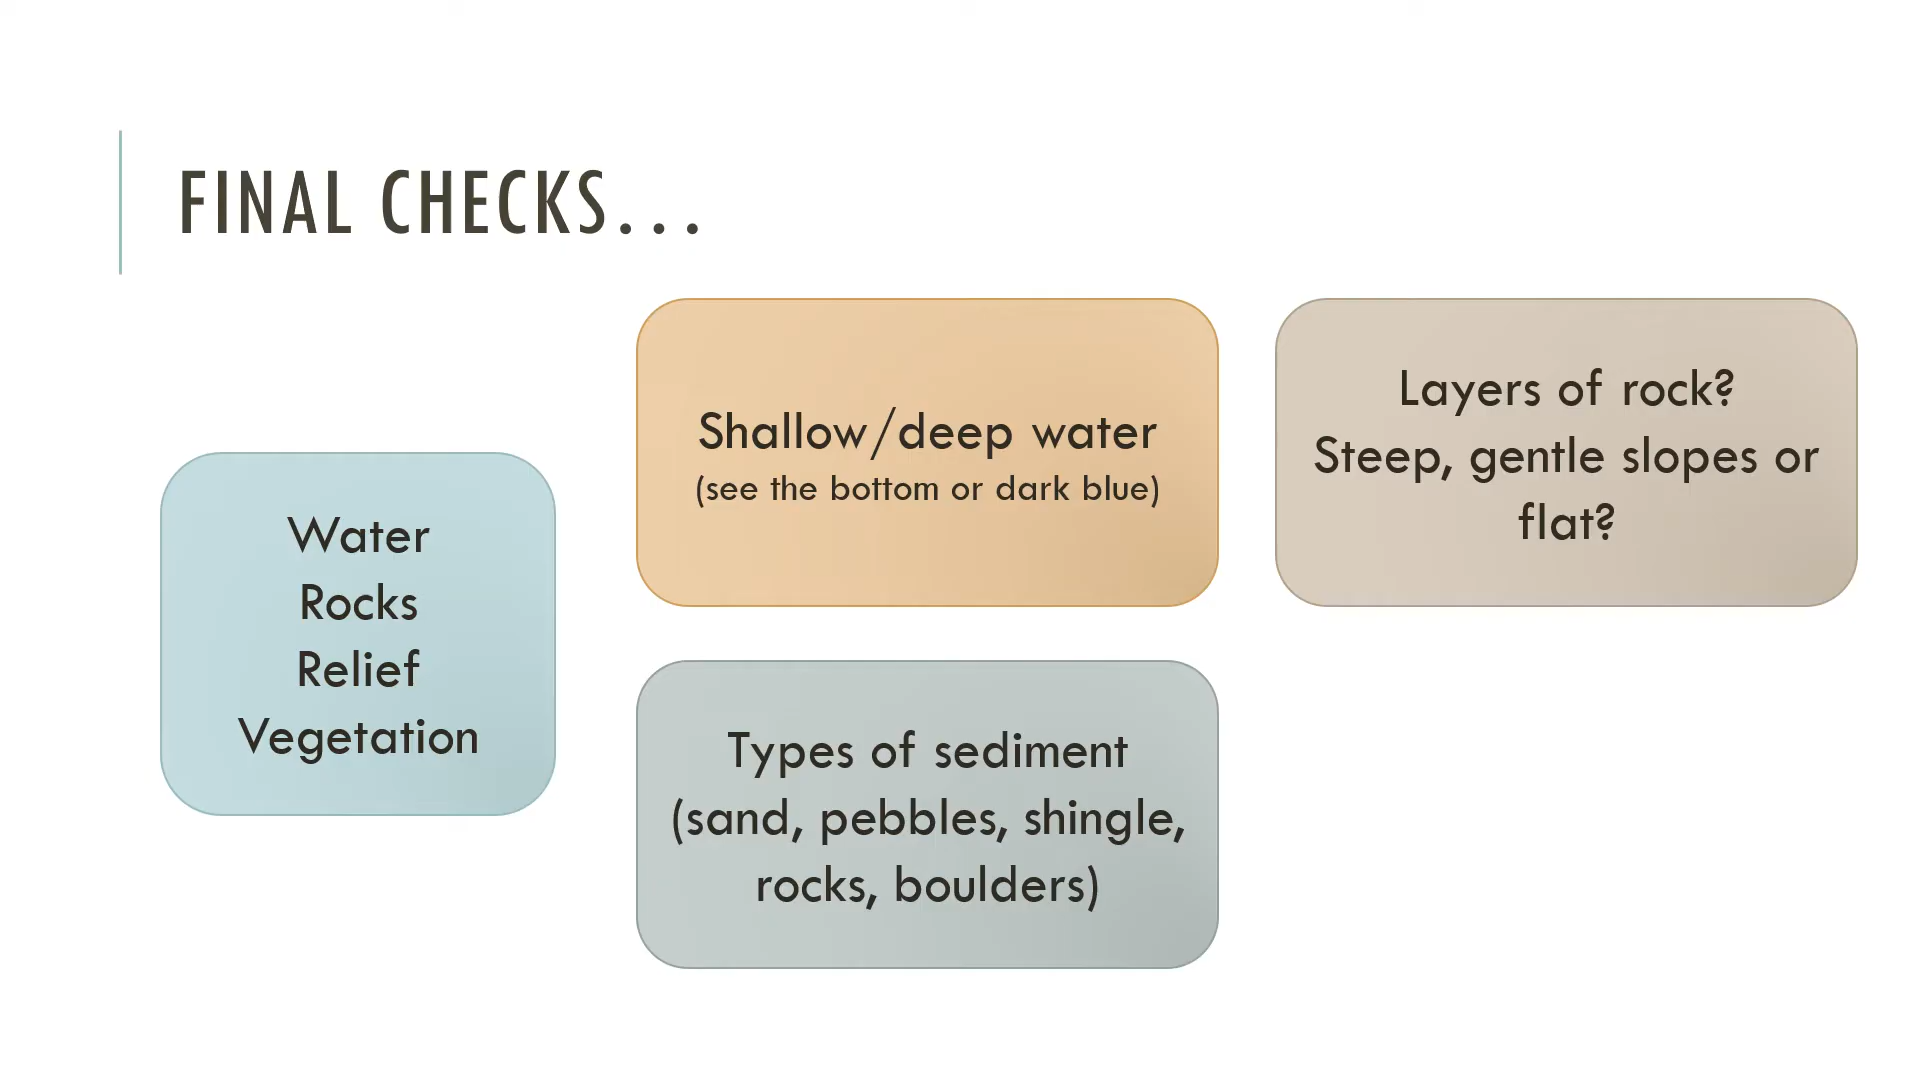 FINAL CHECKS...
Water
Rocks
Relief
Vegetation
Shallow/deep water
(see the bottom or dark blue)
Types of sediment
(sand, pebbles, shingle,
rocks, boulders)
Layers of rock?
Steep, gentle slopes or
flat?